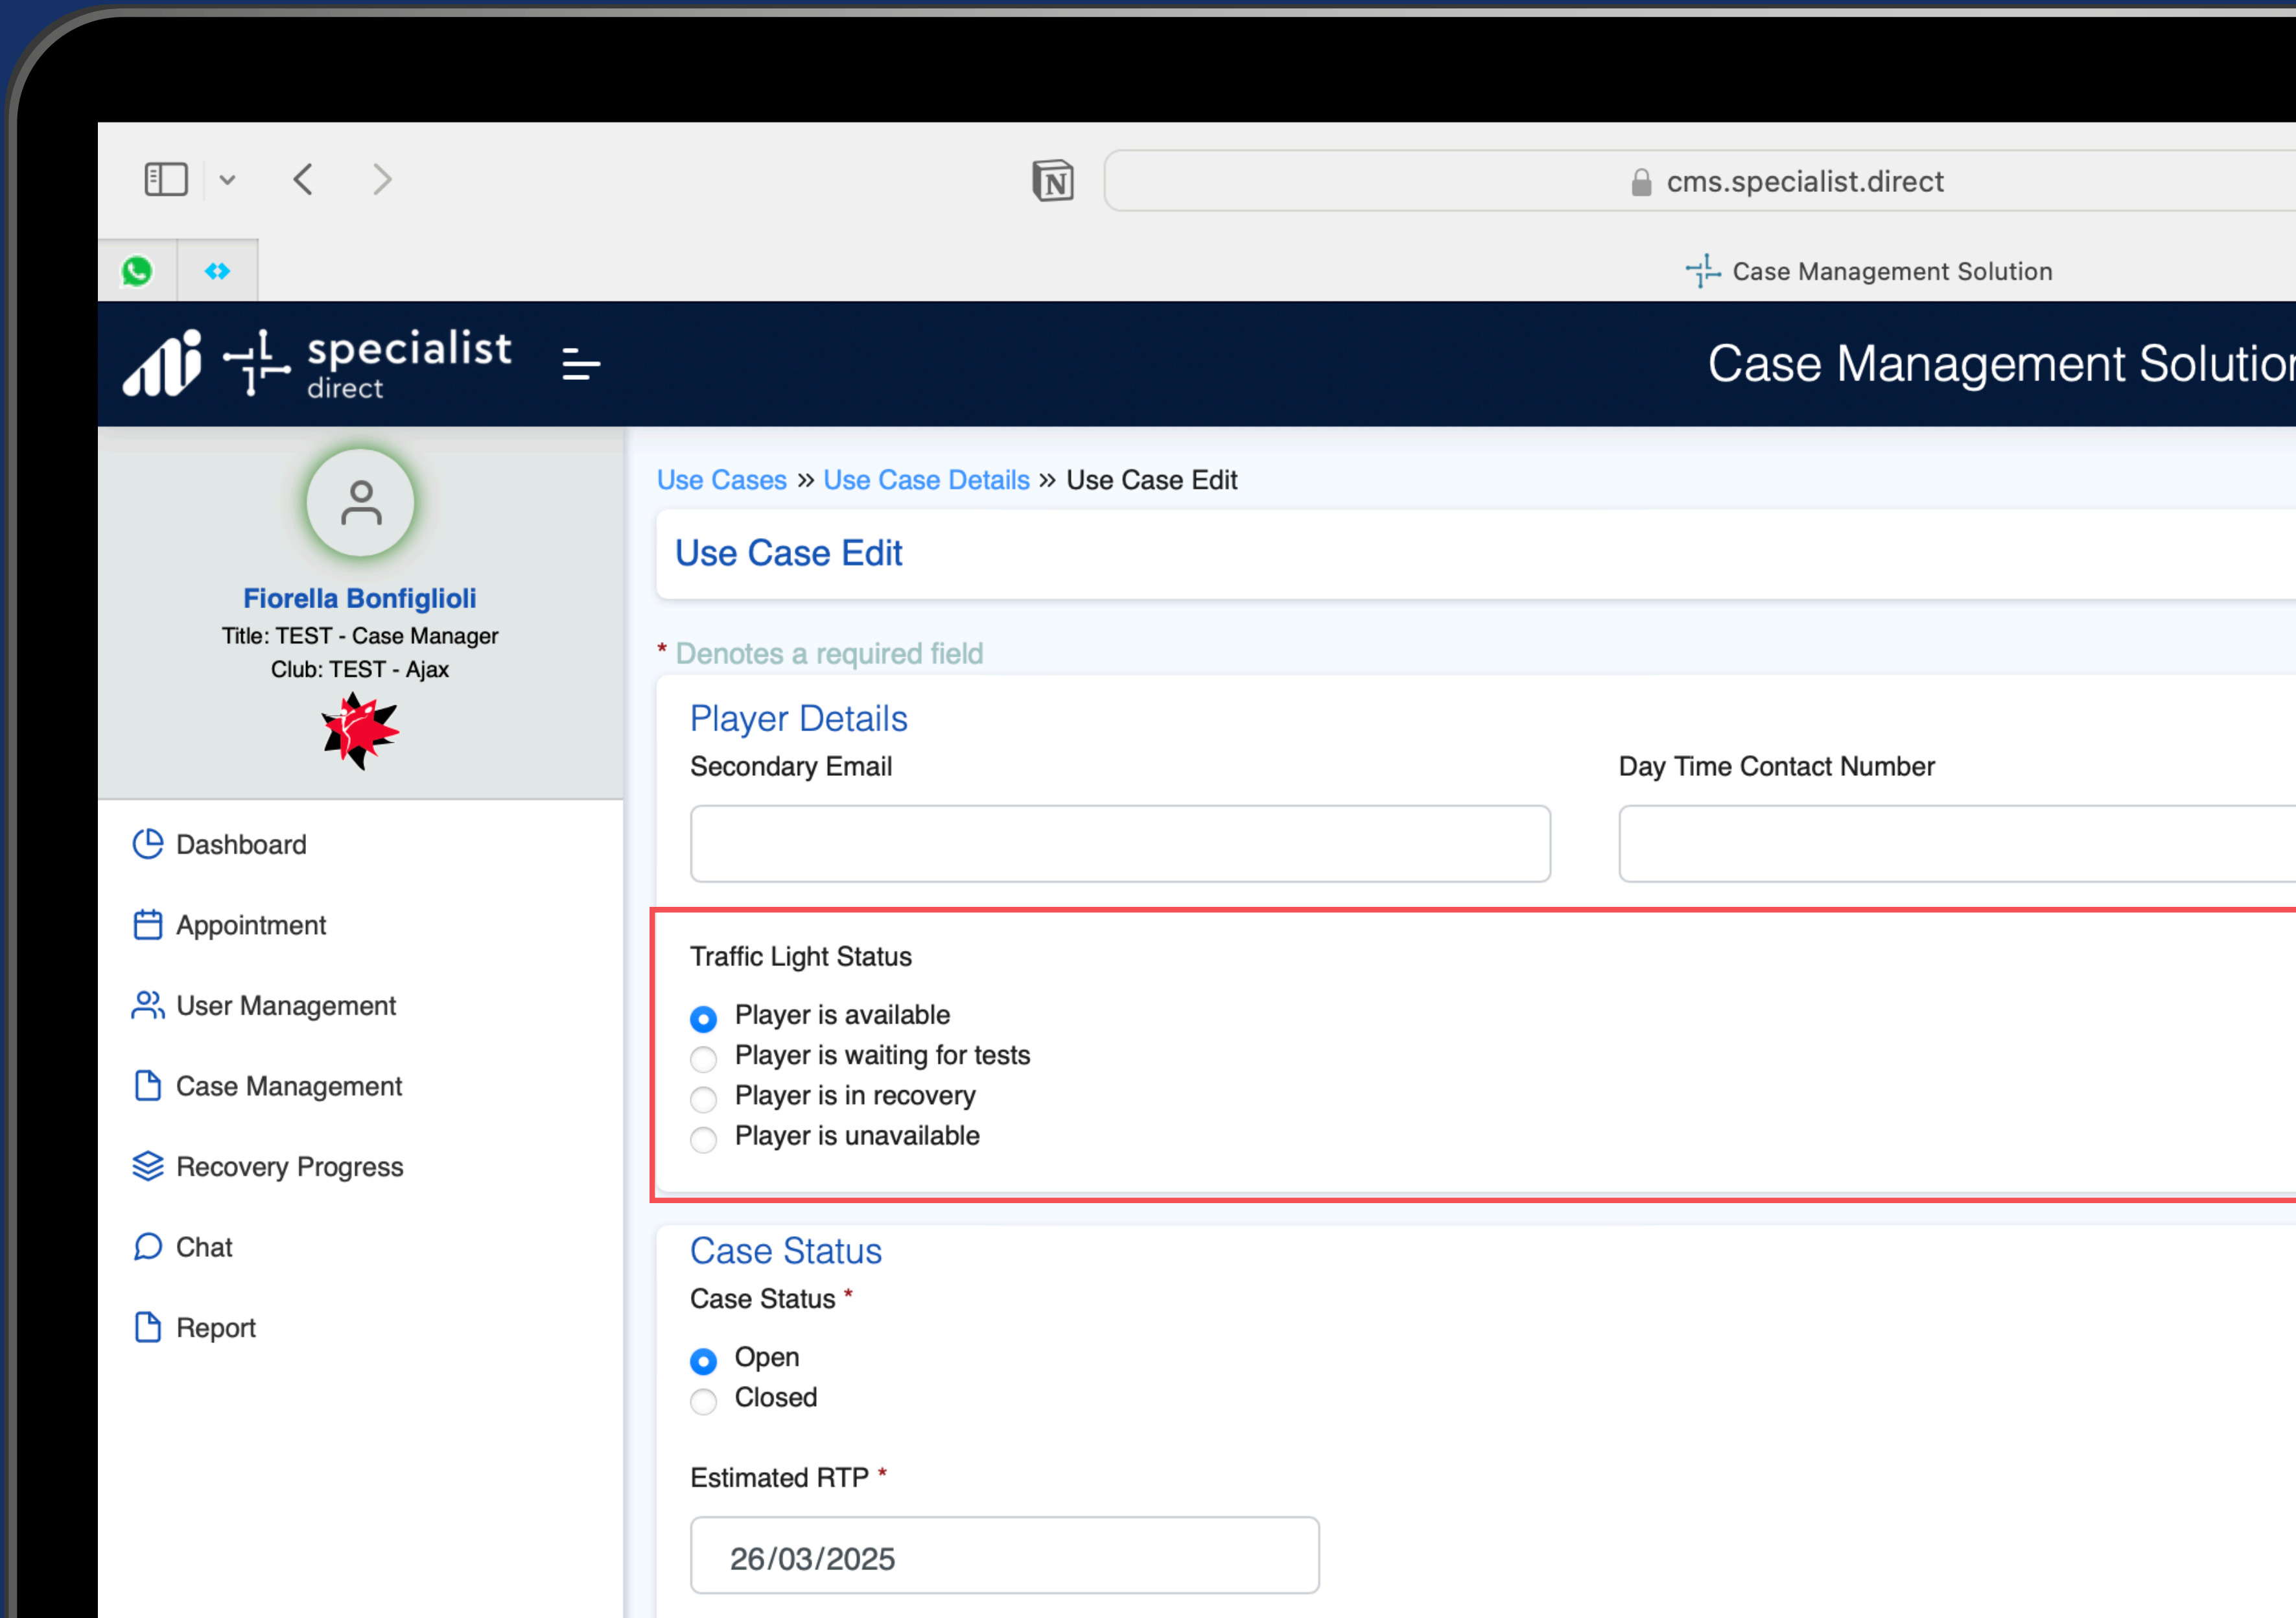 N
cms.specialist.direct
Case Management Solution
specialist
direct
Case Management Solution
Fiorella Bonfiglioli
Title: TEST - Case Manager
Club: TEST - Ajax
Dashboard
Appointment
User Management
Case Management
Recovery Progress
Chat
Report
Use Cases » Use Case Details » Use Case Edit
Use Case Edit
* Denotes a required field
Player Details
Secondary Email
Day Time Contact Number
Traffic Light Status
Player is available
Player is waiting for tests
Player is in recovery
Player is unavailable
Case Status
Case Status *
Open
Closed
Estimated RTP *
26/03/2025